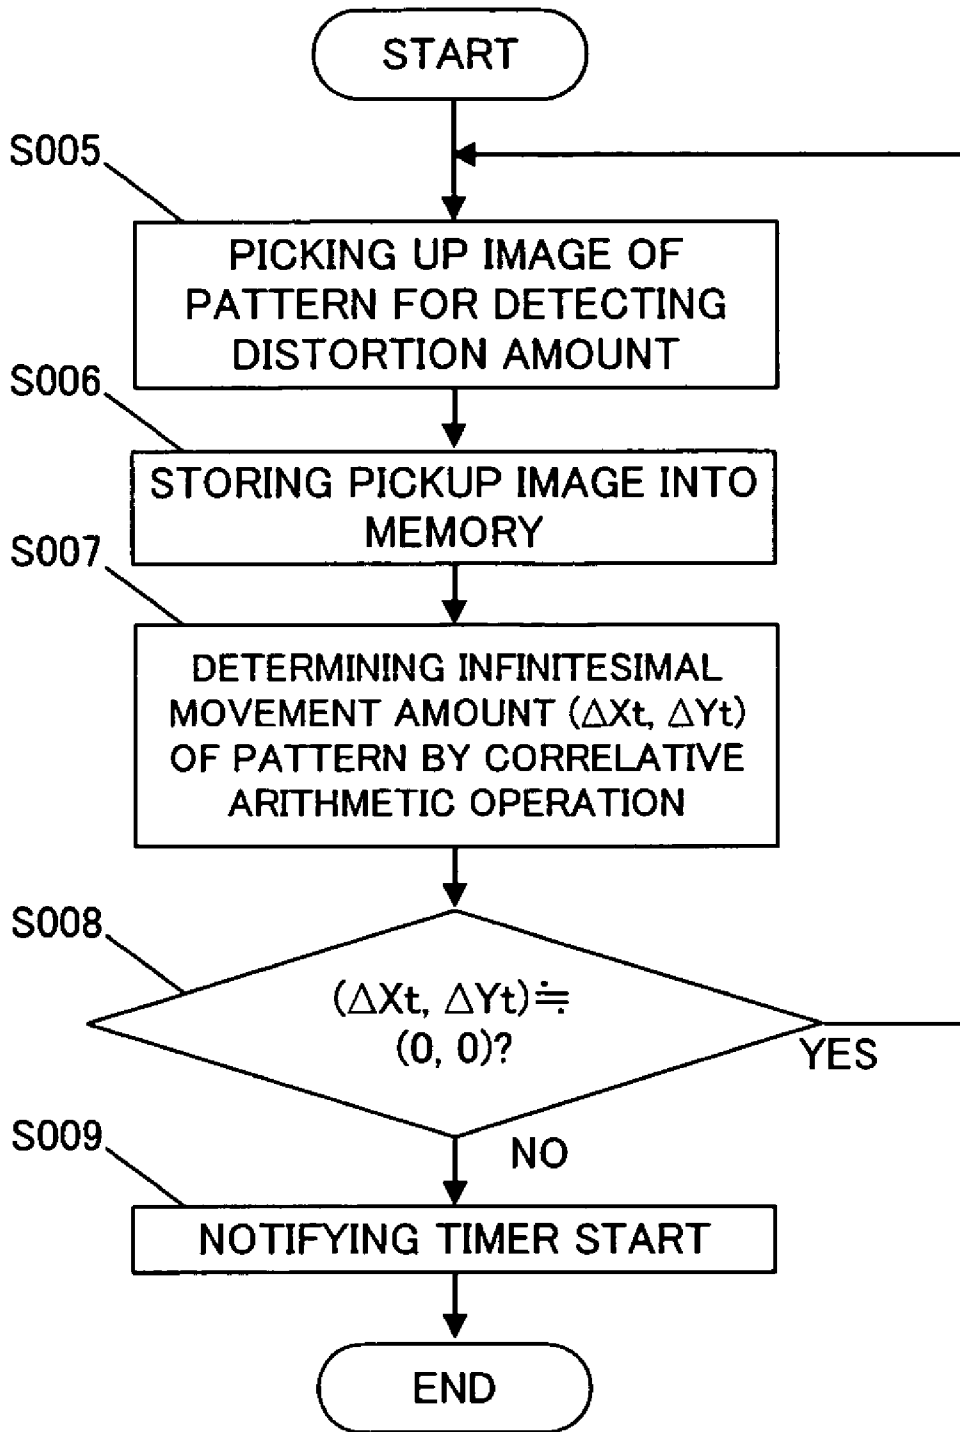 START
S005
PICKING UP IMAGE OF
PATTERN FOR DETECTING
DISTORTION AMOUNT
S006
STORING PICKUP IMAGE INTO
MEMORY
S007
DETERMINING INFINITESIMAL
MOVEMENT AMOUNT (ΔXt, ΔYt)
OF PATTERN BY CORRELATIVE
ARITHMETIC OPERATION
S008
(ΔXt, ΔYt)≒
(0, 0)?
YES
NO
S009
NOTIFYING TIMER START
END